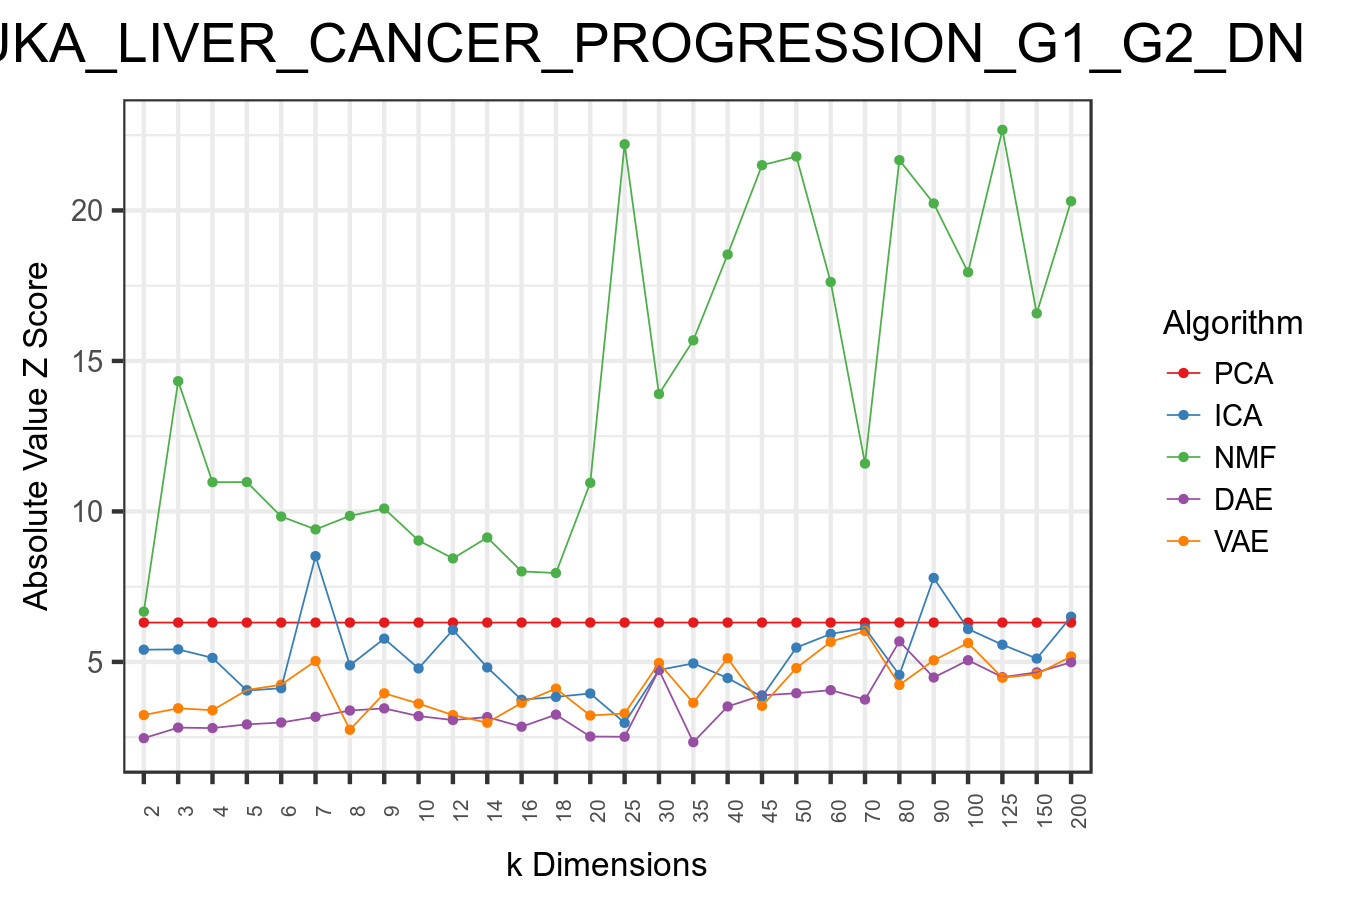 UKA_LIVER_CANCER_PROGRESSION_G1_G2_DN
Absolute Value Z Score
20
15
10
5
2 3 4 5 6 7 8 9 10 12 14 16 18 20 25 30 35 40 45 50 60 70 80 90 100 125 150 200
k Dimensions
Algorithm
PCA
ICA
NMF
DAE
VAE